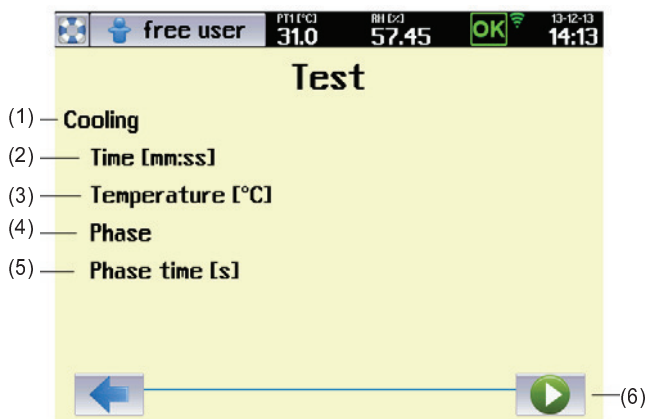 free user PT1 [°C] 31.0 RH [%] 57.45 OK 13-12-13 14:13
Test
(1) Cooling
(2) Time [mm:ss]
(3) Temperature [°C]
(4) Phase
(5) Phase time [s]
(6)